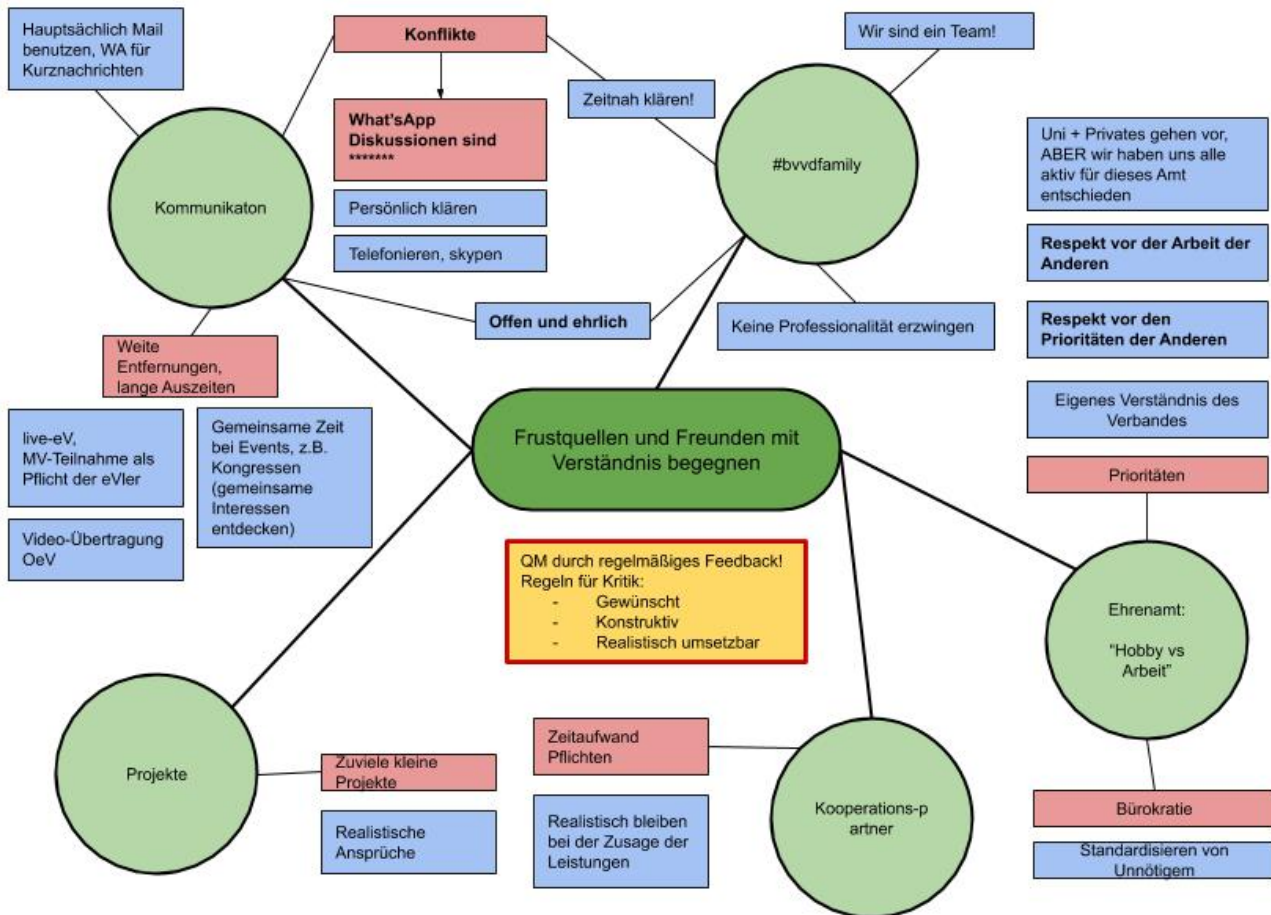 Hauptsächlich Mail
benutzen, WA für
Kurznachrichten
Konflikte
Wir sind ein Team!
Zeitnah klären!
What'sApp
Diskussionen sind
*******
Persönlich klären
Telefonieren, skypen
Kommunikaton
#bvvdfamily
Uni + Privates gehen vor,
ABER wir haben uns alle
aktiv für dieses Amt
entschieden
Respekt vor der Arbeit der
Anderen
Respekt vor den
Prioritäten der Anderen
Offen und ehrlich
Keine Professionalität erzwingen
Weite
Entfernungen,
lange Auszeiten
Eigenes Verständnis des
Verbandes
live-eV,
MV-Teilnahme als
Pflicht der eVler
Gemeinsame Zeit
bei Events, z.B.
Kongressen
(gemeinsame
Interessen
entdecken)
Video-Übertragung
OeV
Frustquellen und Freunden mit
Verständnis begegnen
Prioritäten
QM durch regelmäßiges Feedback!
Regeln für Kritik:
- Gewünscht
- Konstruktiv
- Realistisch umsetzbar
Ehrenamt:
"Hobby vs
Arbeit"
Projekte
Zuviele kleine
Projekte
Realistische
Ansprüche
Zeitaufwand
Pflichten
Realistisch bleiben
bei der Zusage der
Leistungen
Kooperations-p
artner
Bürokratie
Standardisieren von
Unnötigem